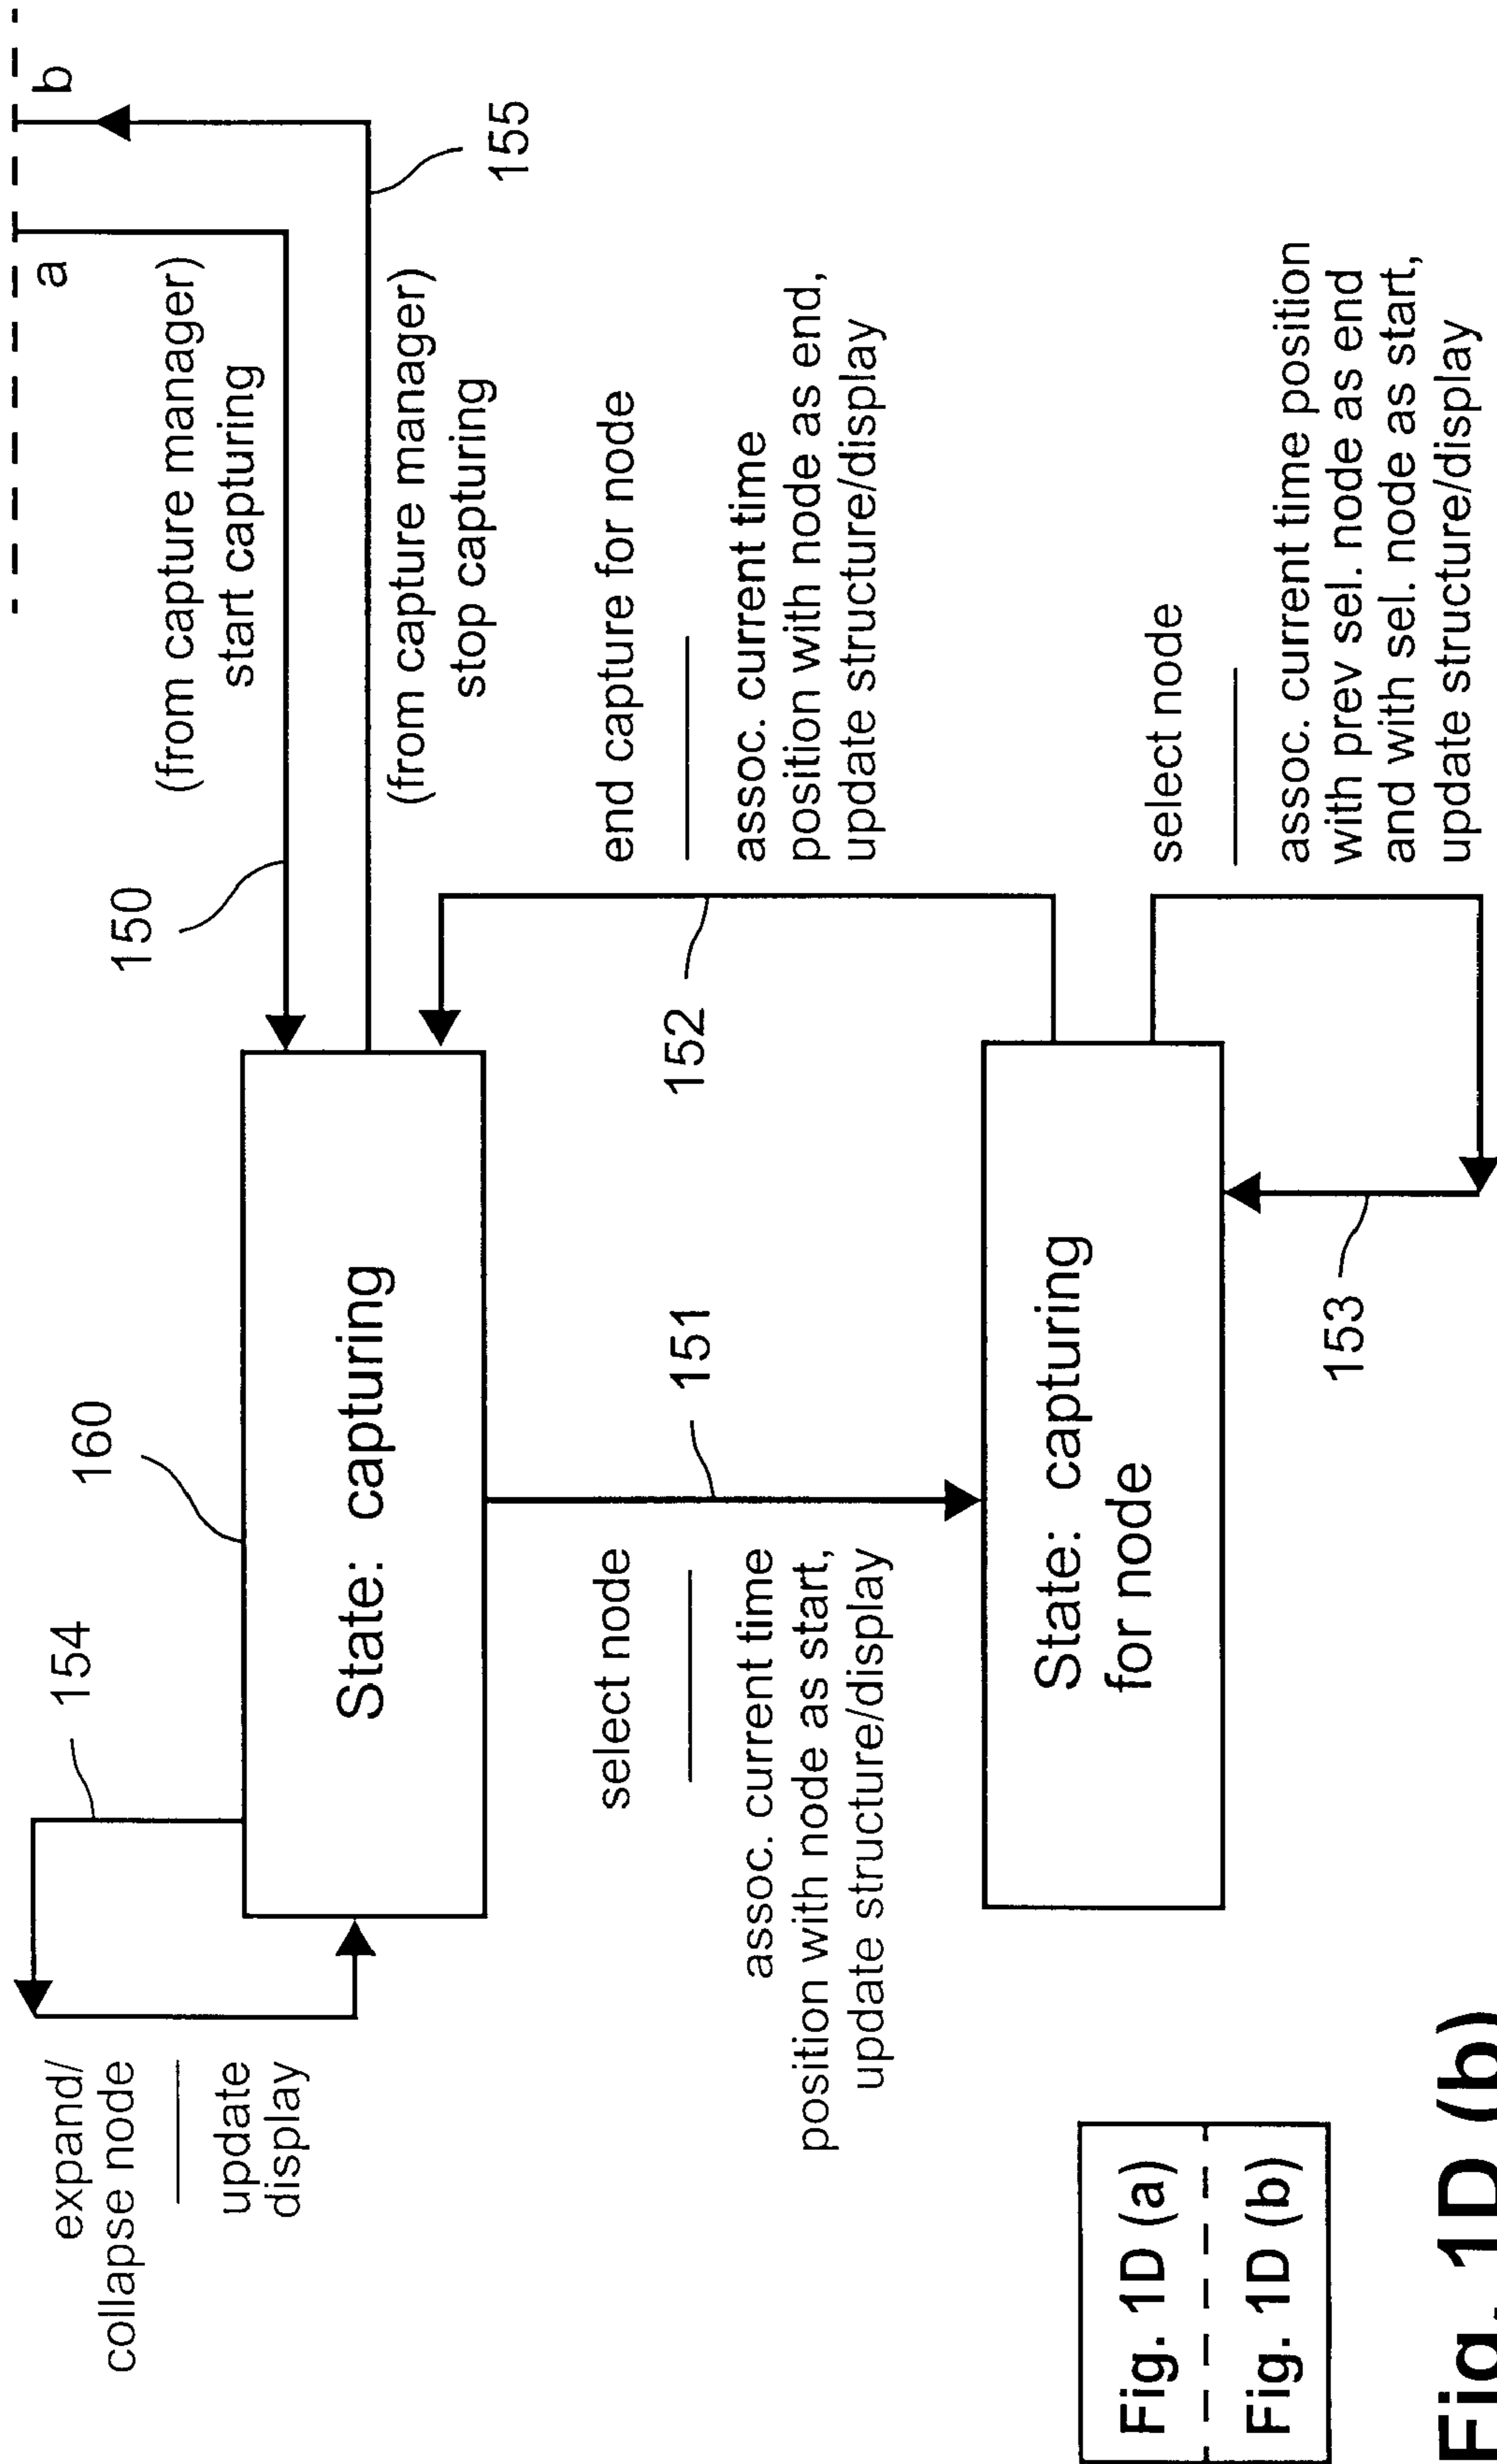 a
b
(from capture manager)
start capturing
150
155
(from capture manager)
stop capturing
154
160
expand/
collapse node
update
display
State: capturing
select node
assoc. current time
position with node as start,
update structure/display
151
152
end capture for node
assoc. current time
position with node as end,
update structure/display
State: capturing
for node
select node
assoc. current time position
with prev sel. node as end
and with sel. node as start,
update structure/display
153
Fig. 1D (a)
Fig. 1D (b)
Fig. 1D (b)